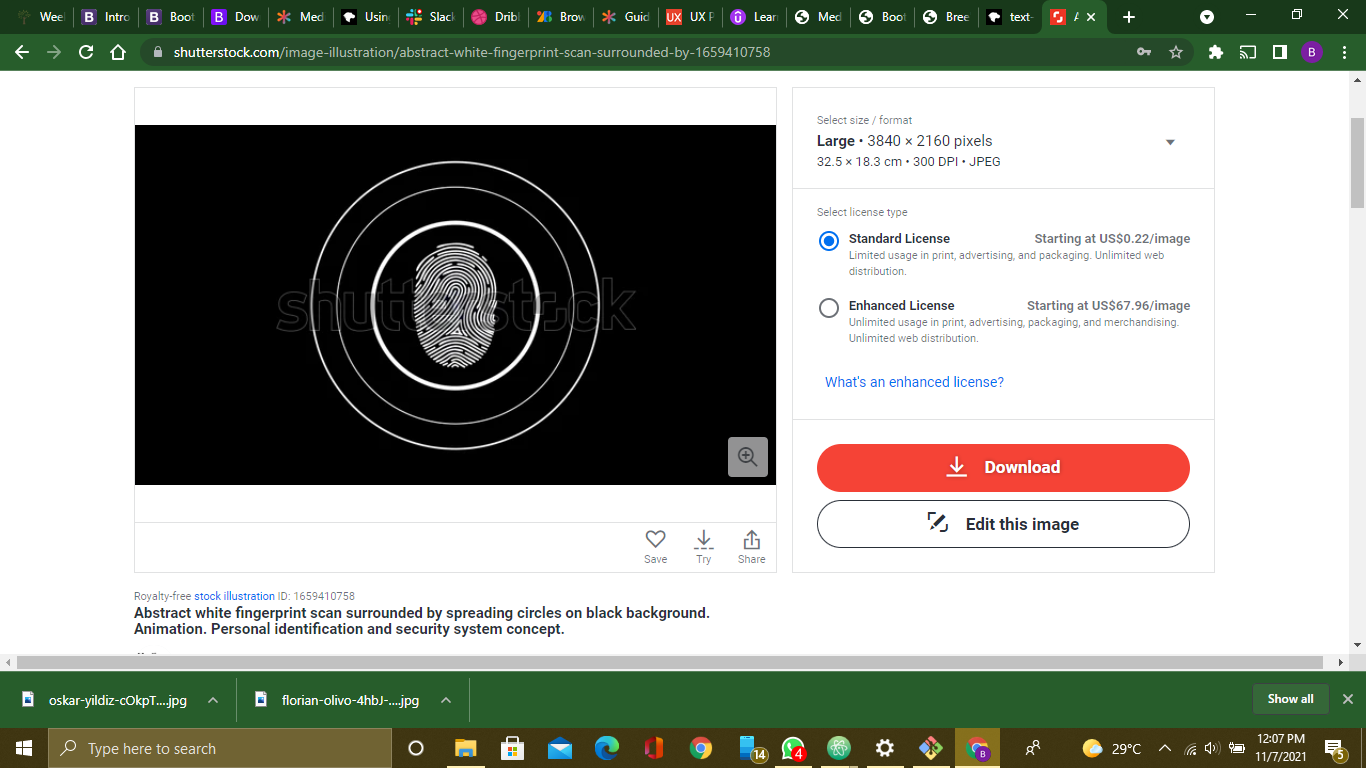 Weel
Intro
Boot
Dow
Med
Usin
Slac
Dribl
Brow
Guid
UX P
Learn
Med
Boot
Bree
text-
A
shutterstock.com/image-illustration/abstract-white-fingerprint-scan-surrounded-by-1659410758
B
shutterstock
Select size / format
Large • 3840 × 2160 pixels
32.5 × 18.3 cm • 300 DPI • JPEG
Select license type
Standard License Starting at US$0.22/image
Limited usage in print, advertising, and packaging. Unlimited web
distribution.
Enhanced License Starting at US$67.96/image
Unlimited usage in print, advertising, packaging, and merchandising.
Unlimited web distribution.
What's an enhanced license?
Download
Edit this image
Save Try Share
Royalty-free stock illustration ID: 1659410758
Abstract white fingerprint scan surrounded by spreading circles on black background.
Animation. Personal identification and security system concept.
oskar-yildiz-cOkpT....jpg
florian-olivo-4hbJ-....jpg
Show all
Type here to search
14
4
B
29°C
12:07 PM
11/7/2021
5